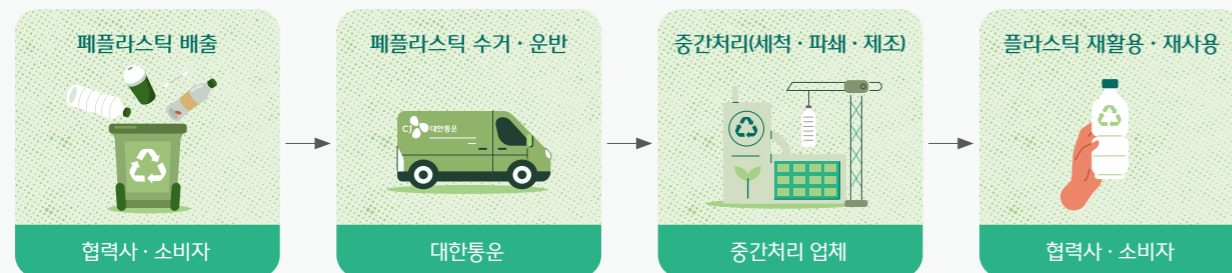 폐플라스틱 배출
협력사 · 소비자
폐플라스틱 수거 · 운반
CJ 대한통운
대한통운
중간처리(세척 · 파쇄 · 제조)
중간처리 업체
플라스틱 재활용 · 재사용
협력사 · 소비자